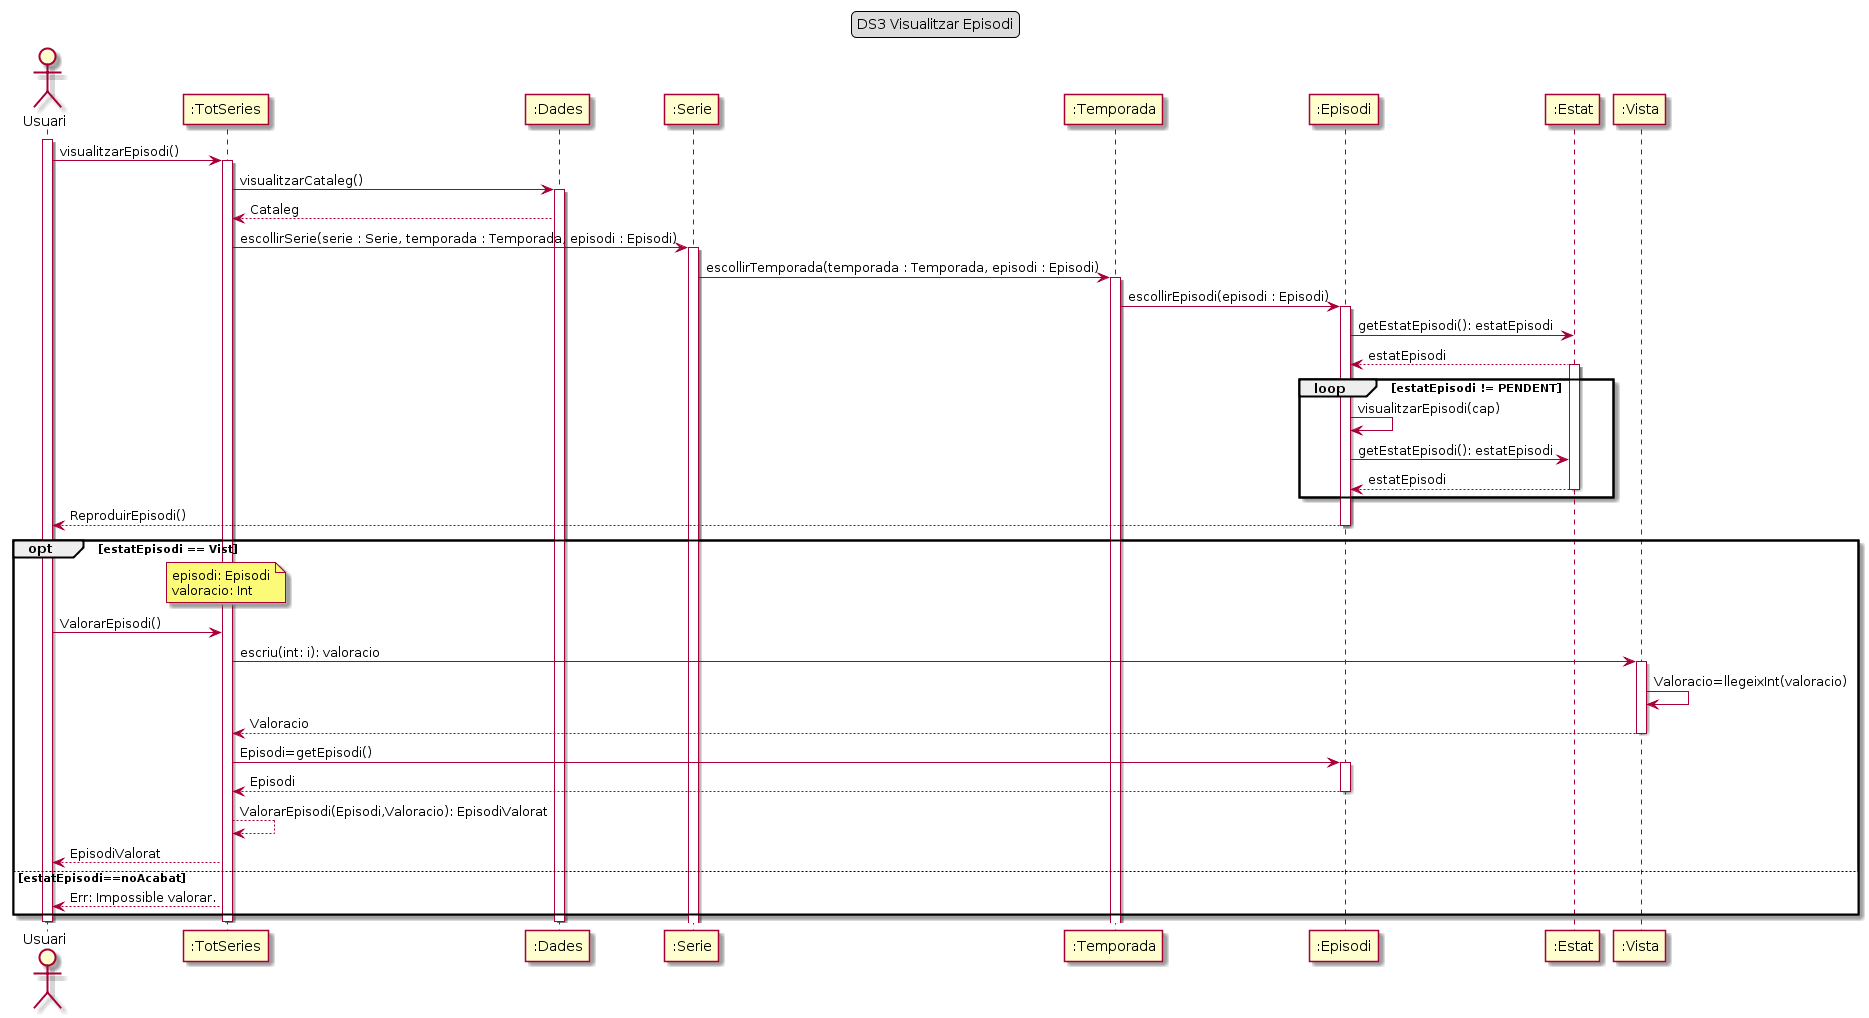 DS3 Visualitzar Episodi
Usuari
:TotSeries
:Dades
:Serie
:Temporada
:Episodi
:Estat
:Vista
visualitzarEpisodi()
visualitzarCataleg()
Cataleg
escollirSerie(serie : Serie, temporada : Temporada, episodi : Episodi)
escollirTemporada(temporada : Temporada, episodi : Episodi)
escollirEpisodi(episodi : Episodi)
getEstatEpisodi(): estatEpisodi
estatEpisodi
loop [estatEpisodi != PENDENT]
visualitzarEpisodi(cap)
getEstatEpisodi(): estatEpisodi
estatEpisodi
ReproduirEpisodi()
opt [estatEpisodi == Vist]
episodi: Episodi
valoracio: Int
ValorarEpisodi()
escriu(int: i): valoracio
Valoracio=llegeixInt(valoracio)
Valoracio
Episodi=getEpisodi()
Episodi
ValorarEpisodi(Episodi,Valoracio): EpisodiValorat
EpisodiValorat
[estatEpisodi==noAcabat]
Err: Impossible valorar.
Usuari
:TotSeries
:Dades
:Serie
:Temporada
:Episodi
:Estat
:Vista